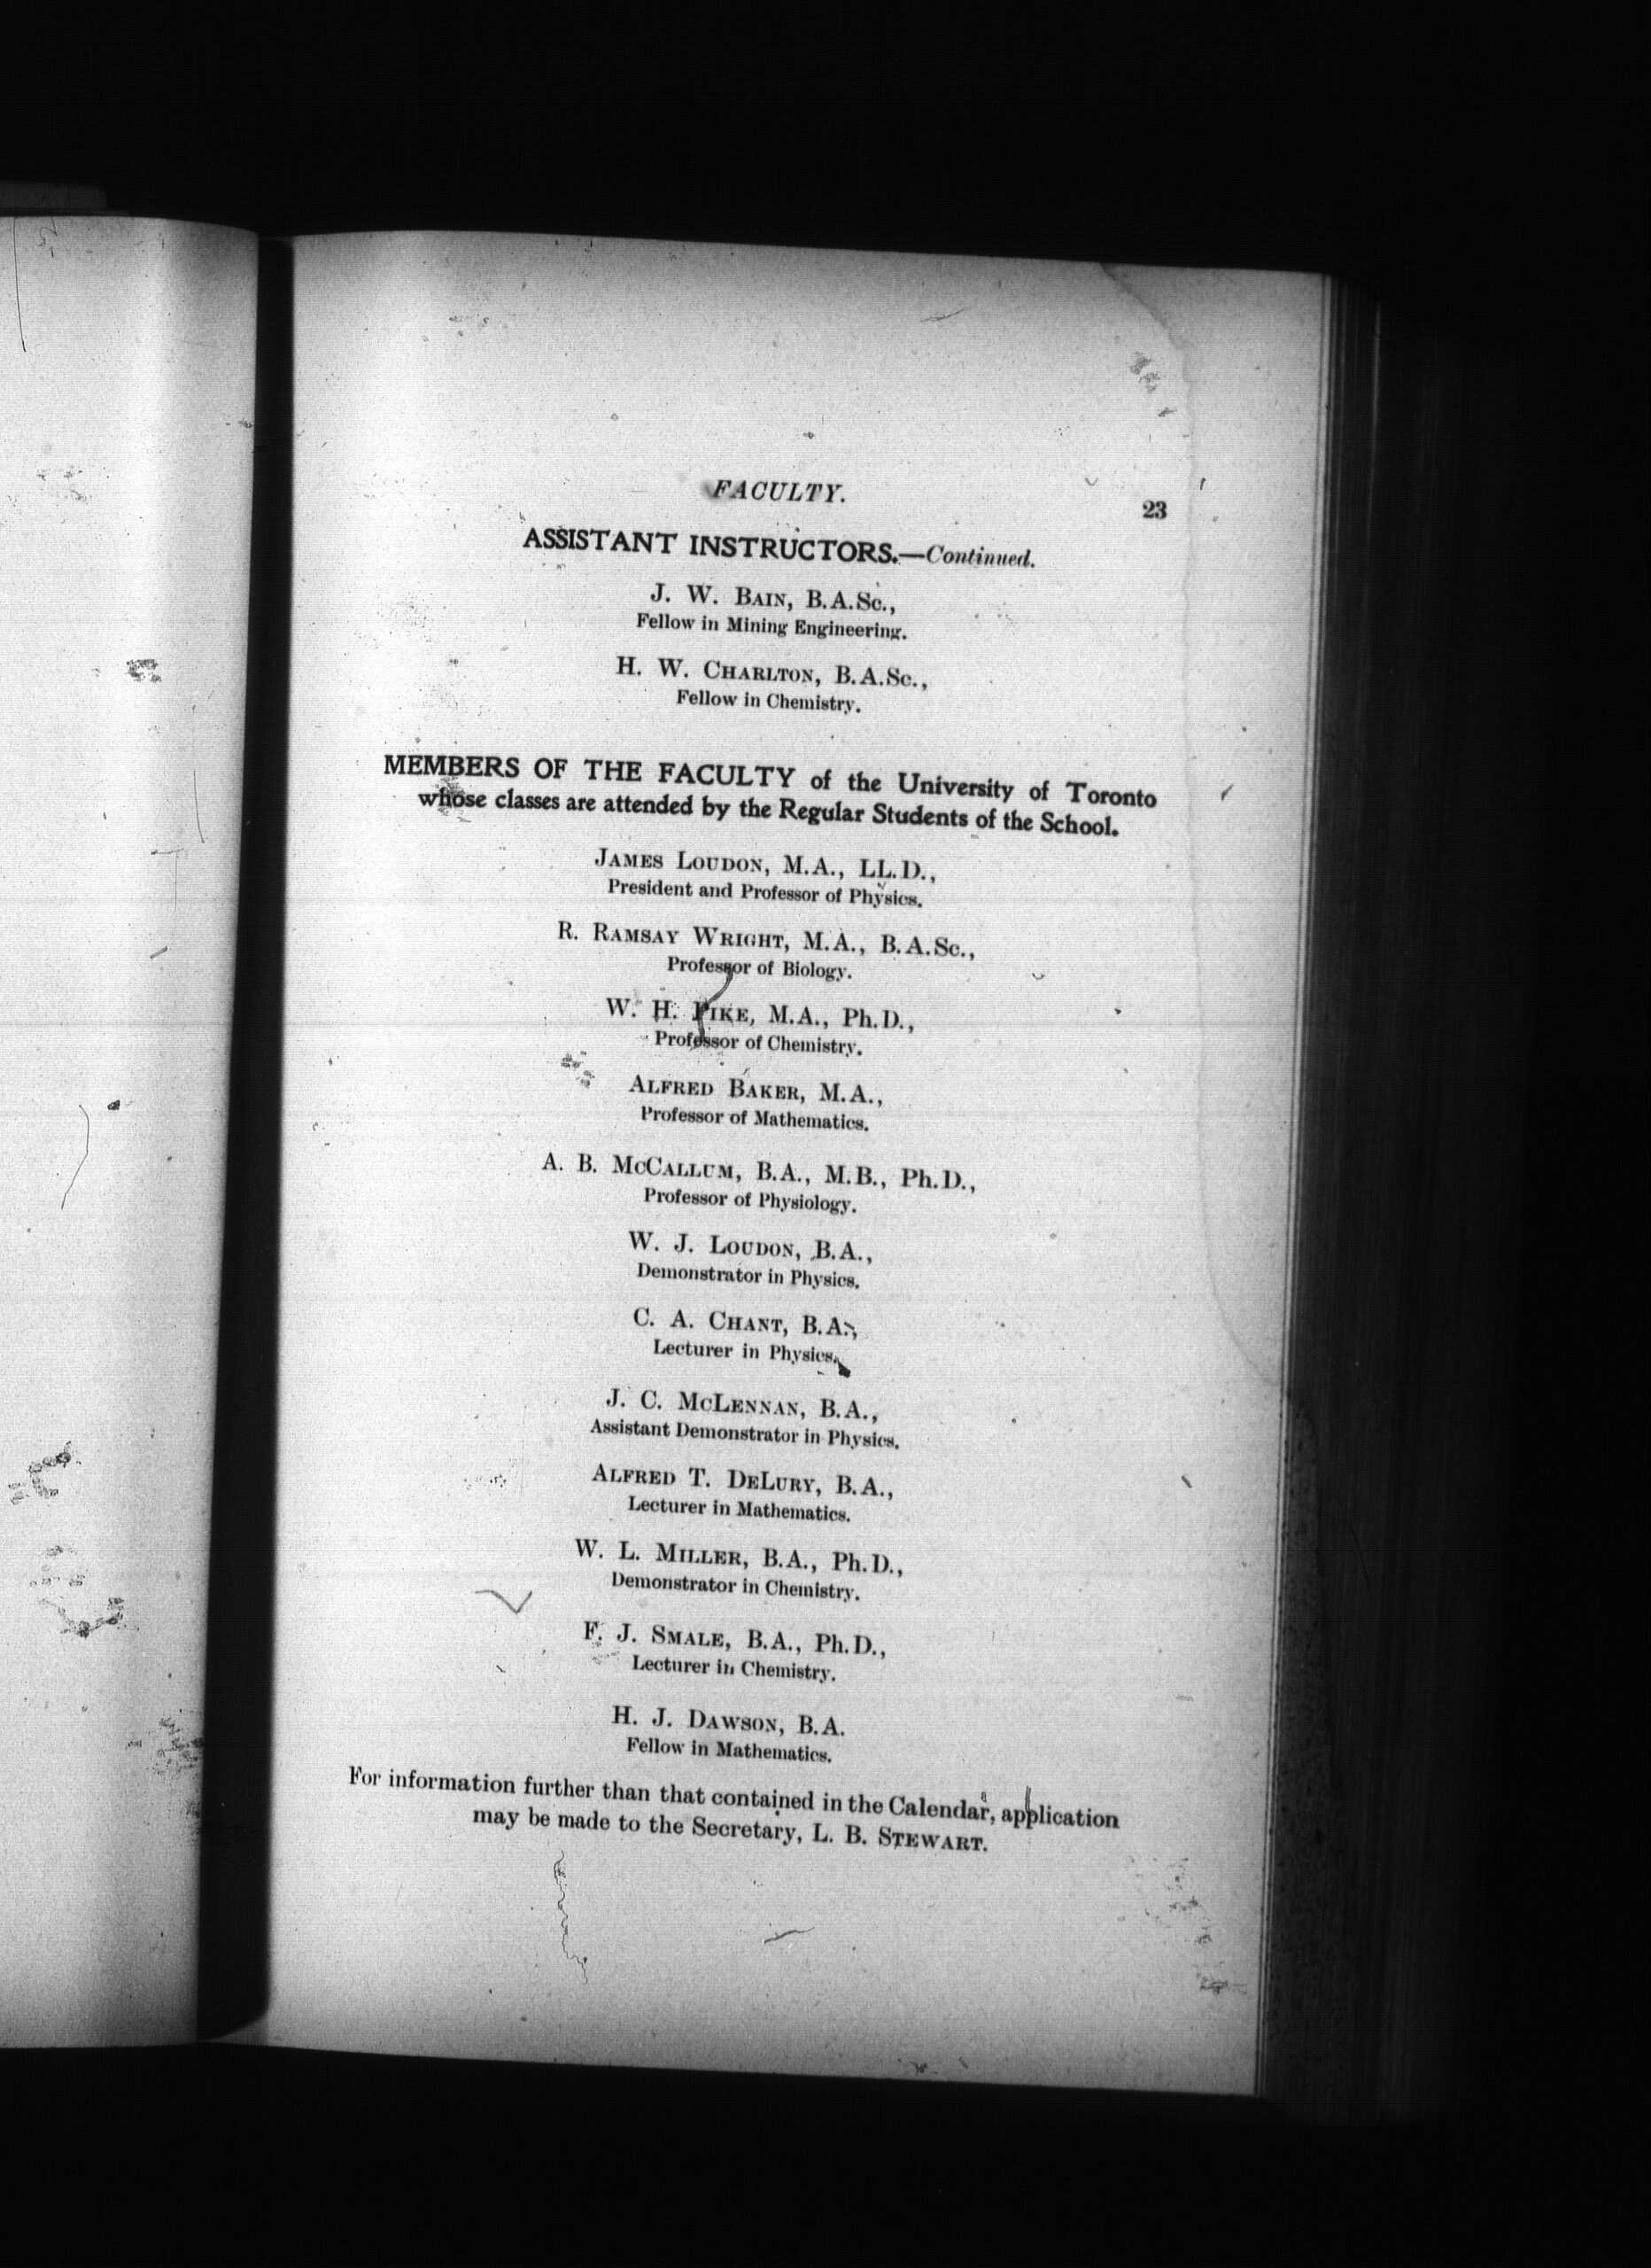 FACULTY.
23
ASSISTANT INSTRUCTORS.—Continued.
J. W. BAIN, B.A.Sc.,
Fellow in Mining Engineering.
H. W. CHARLTON, B.A.Sc.,
Fellow in Chemistry.
MEMBERS OF THE FACULTY of the University of Toronto
whose classes are attended by the Regular Students of the School.
JAMES LOUDON, M.A., LL.D.,
President and Professor of Physics.
R. RAMSAY WRIGHT, M.A., B.A.Sc.,
Professor of Biology.
W. H. PIKE, M.A., Ph.D.,
Professor of Chemistry.
ALFRED BAKER, M.A.,
Professor of Mathematics.
A. B. MCCALLUM, B.A., M.B., Ph.D.,
Professor of Physiology.
W. J. LOUDON, B.A.,
Demonstrator in Physics.
C. A. CHANT, B.A.,
Lecturer in Physics.
J. C. MCLENNAN, B.A.,
Assistant Demonstrator in Physics.
ALFRED T. DELURY, B.A.,
Lecturer in Mathematics.
W. L. MILLER, B.A., Ph.D.,
Demonstrator in Chemistry.
F. J. SMALE, B.A., Ph.D.,
Lecturer in Chemistry.
H. J. DAWSON, B.A.
Fellow in Mathematics.
For information further than that contained in the Calendar, application
may be made to the Secretary, L. B. STEWART.